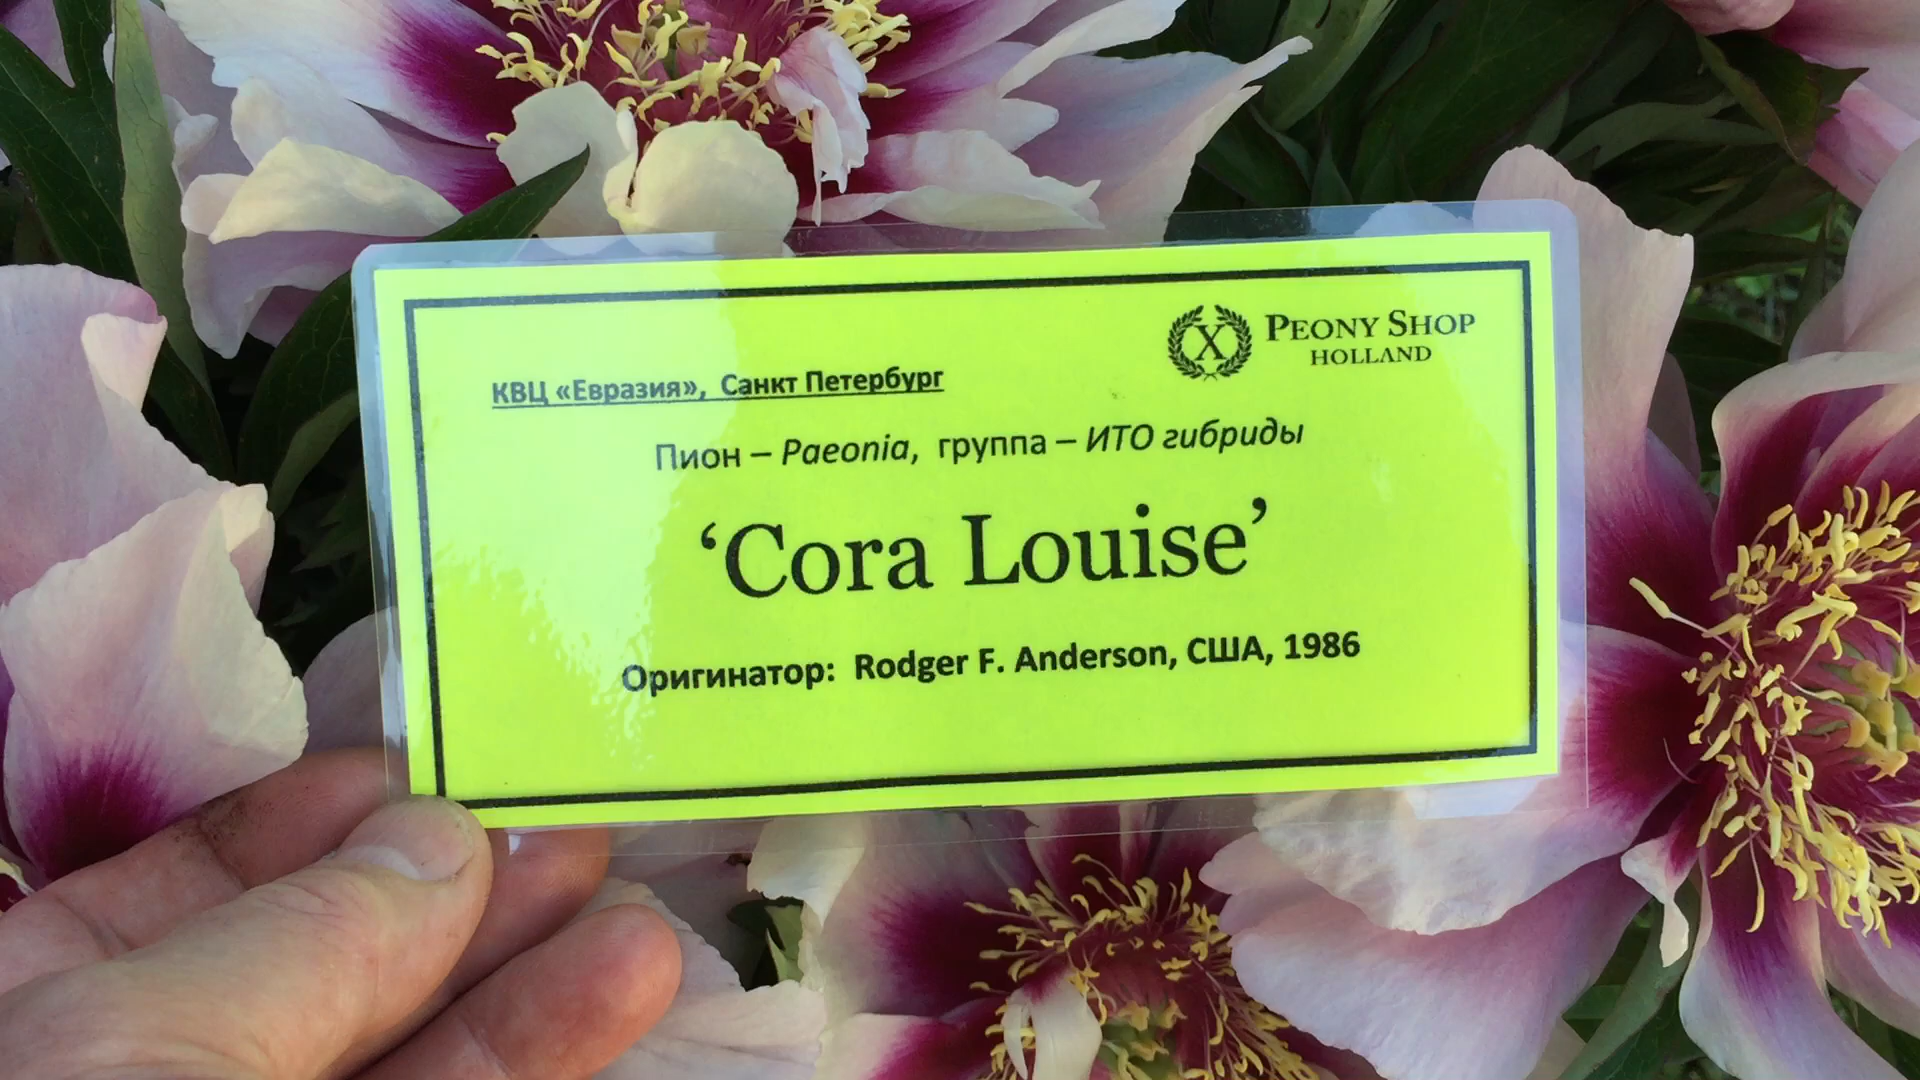 X PEONY SHOP
HOLLAND
КВЦ «Евразия», Санкт Петербург
Пион – Paeonia, группа – ИТО гибриды
‘Cora Louise’
Оригинатор: Rodger F. Anderson, США, 1986